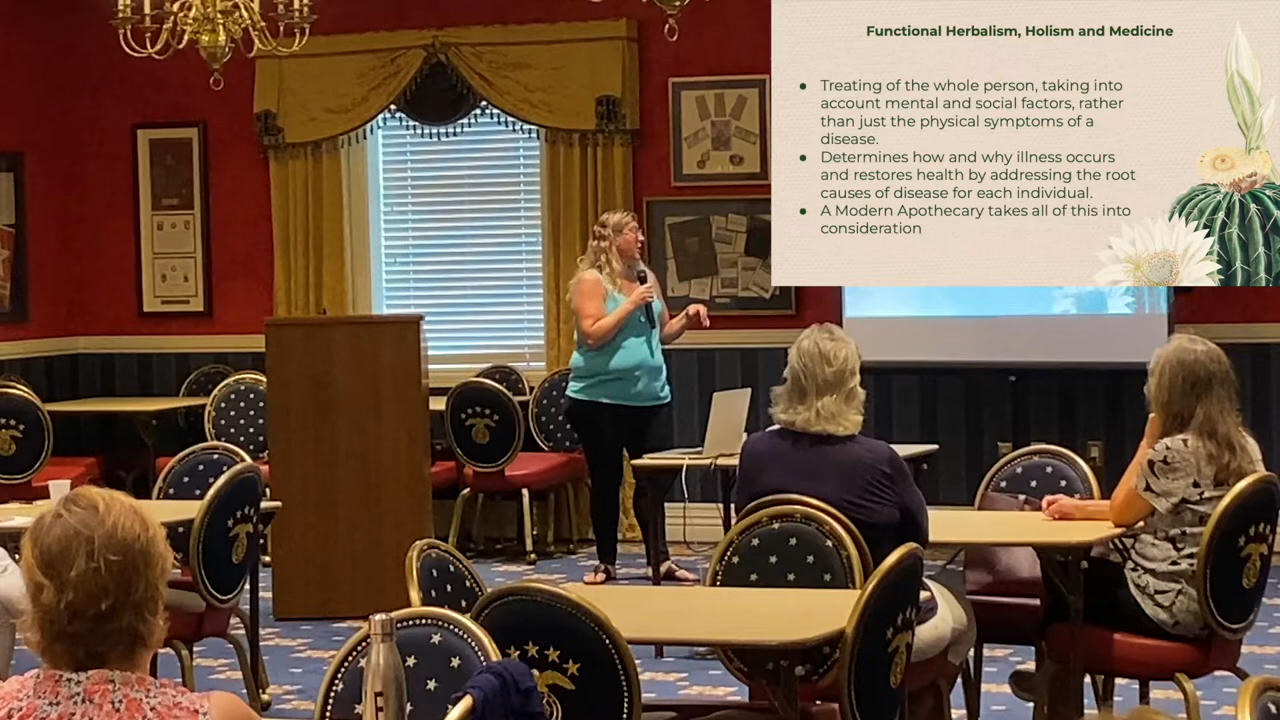 Functional Herbalism, Holism and Medicine
● Treating of the whole person, taking into
account mental and social factors, rather
than just the physical symptoms of a
disease.
● Determines how and why illness occurs
and restores health by addressing the root
causes of disease for each individual.
● A Modern Apothecary takes all of this into
consideration